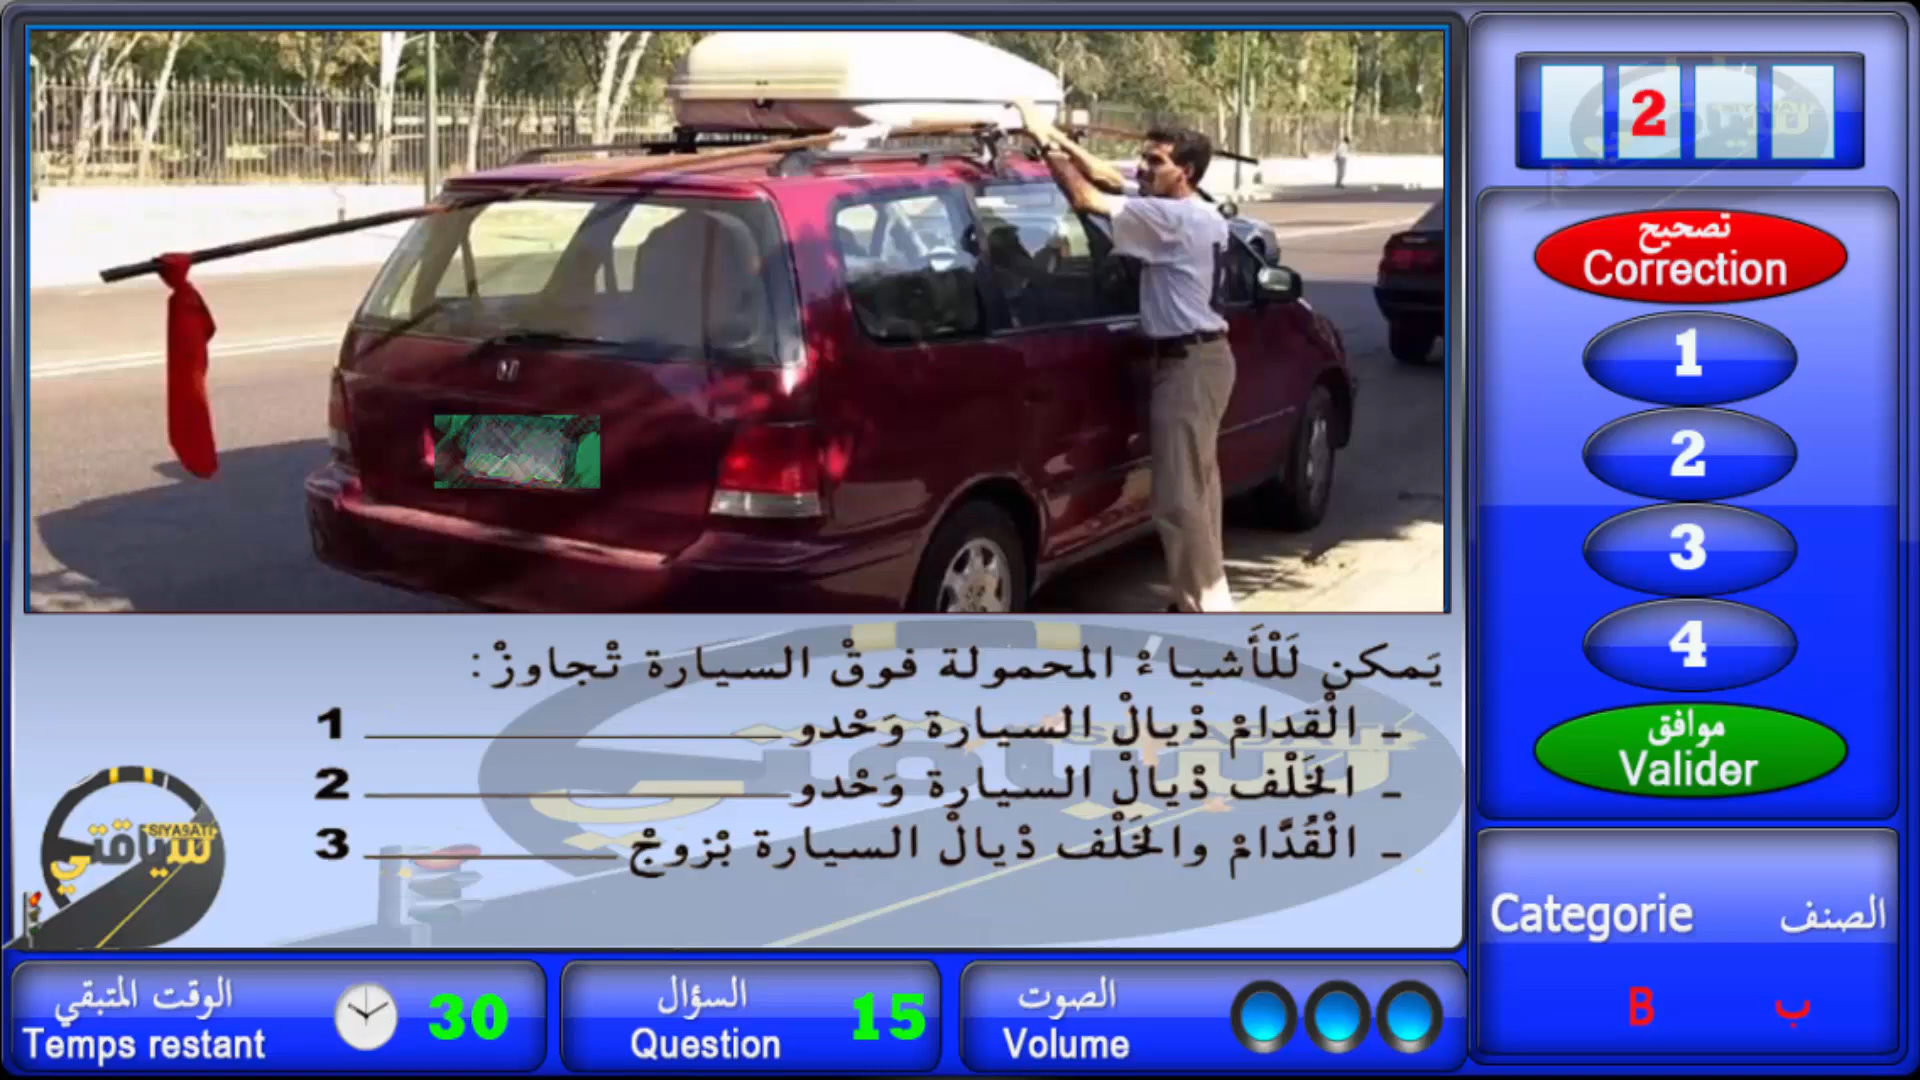 2
تصحيح
Correction
1
2
3
4
موافق
Valider
يَمكن لَلْأَشياءْ المحمولة فوقْ السيارة تْجاوزْ:
ـ الْقدامْ دْيالْ السيارة وَحْدو 1
ـ الخَلْف دْيالْ السيارة وَحْدو 2
ـ الْقُدَّامْ والخَلْف دْيالْ السيارة بْزوجْ 3
SIYA9ATI
سياقتي
الوقت المتبقي
Temps restant
30
السؤال
Question
15
الصوت
Volume
Categorie الصنف
B ب